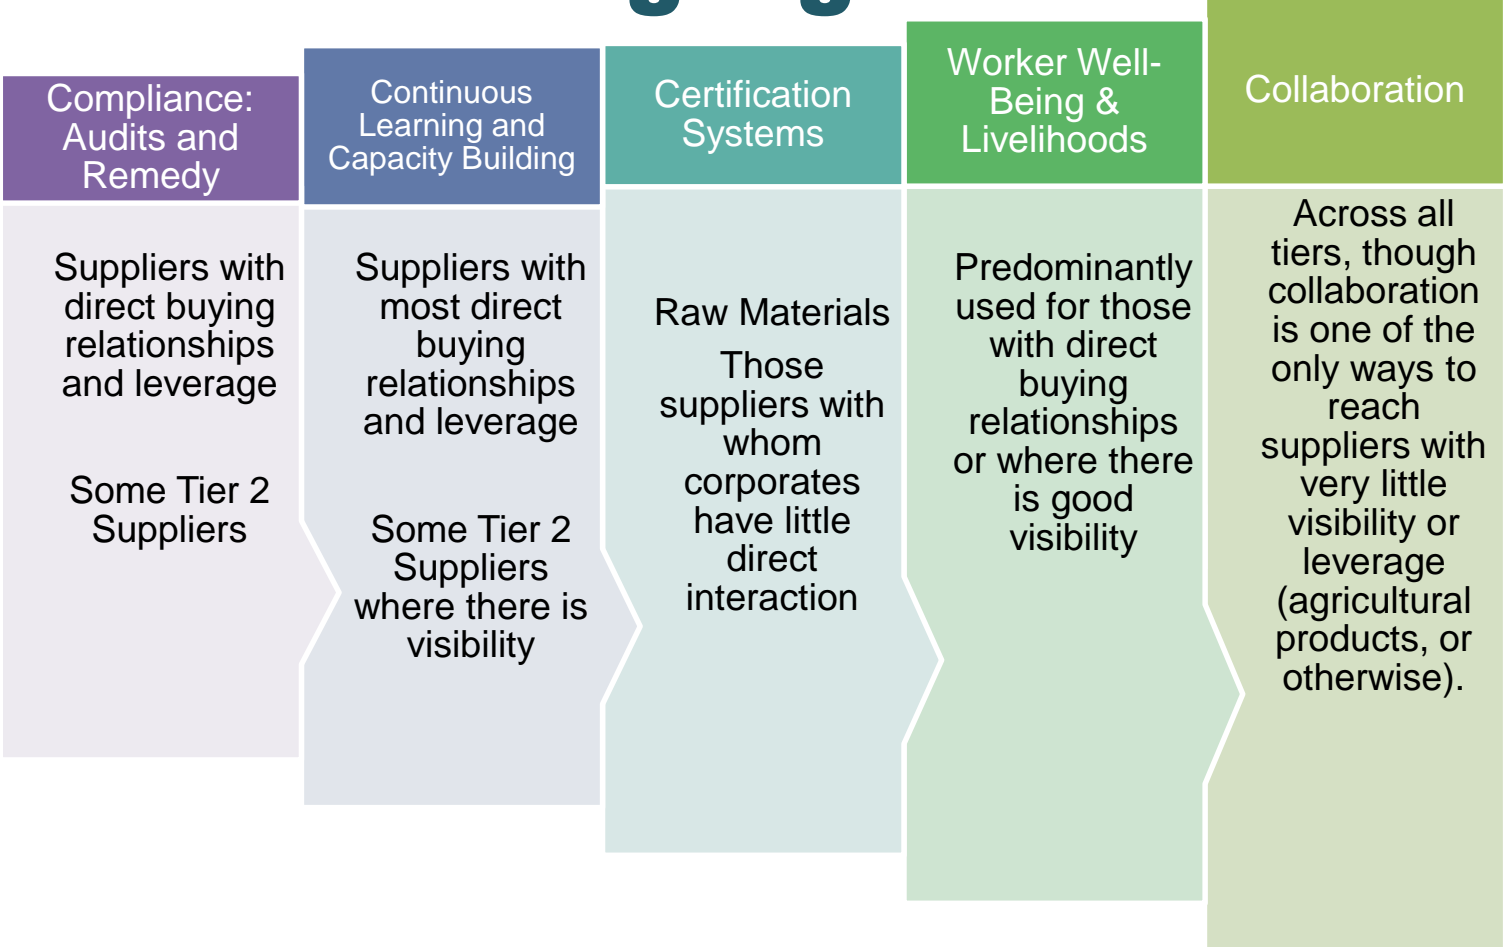 Compliance:
Audits and
Remedy
Suppliers with
direct buying
relationships
and leverage
Some Tier 2
Suppliers
Continuous
Learning and
Capacity Building
Suppliers with
most direct
buying
relationships
and leverage
Some Tier 2
Suppliers
where there is
visibility
Certification
Systems
Raw Materials
Those
suppliers with
whom
corporates
have little
direct
interaction
Worker Well-
Being &
Livelihoods
Predominantly
used for those
with direct
buying
relationships
or where there
is good
visibility
Collaboration
Across all
tiers, though
collaboration
is one of the
only ways to
reach
suppliers with
very little
visibility or
leverage
(agricultural
products, or
otherwise).